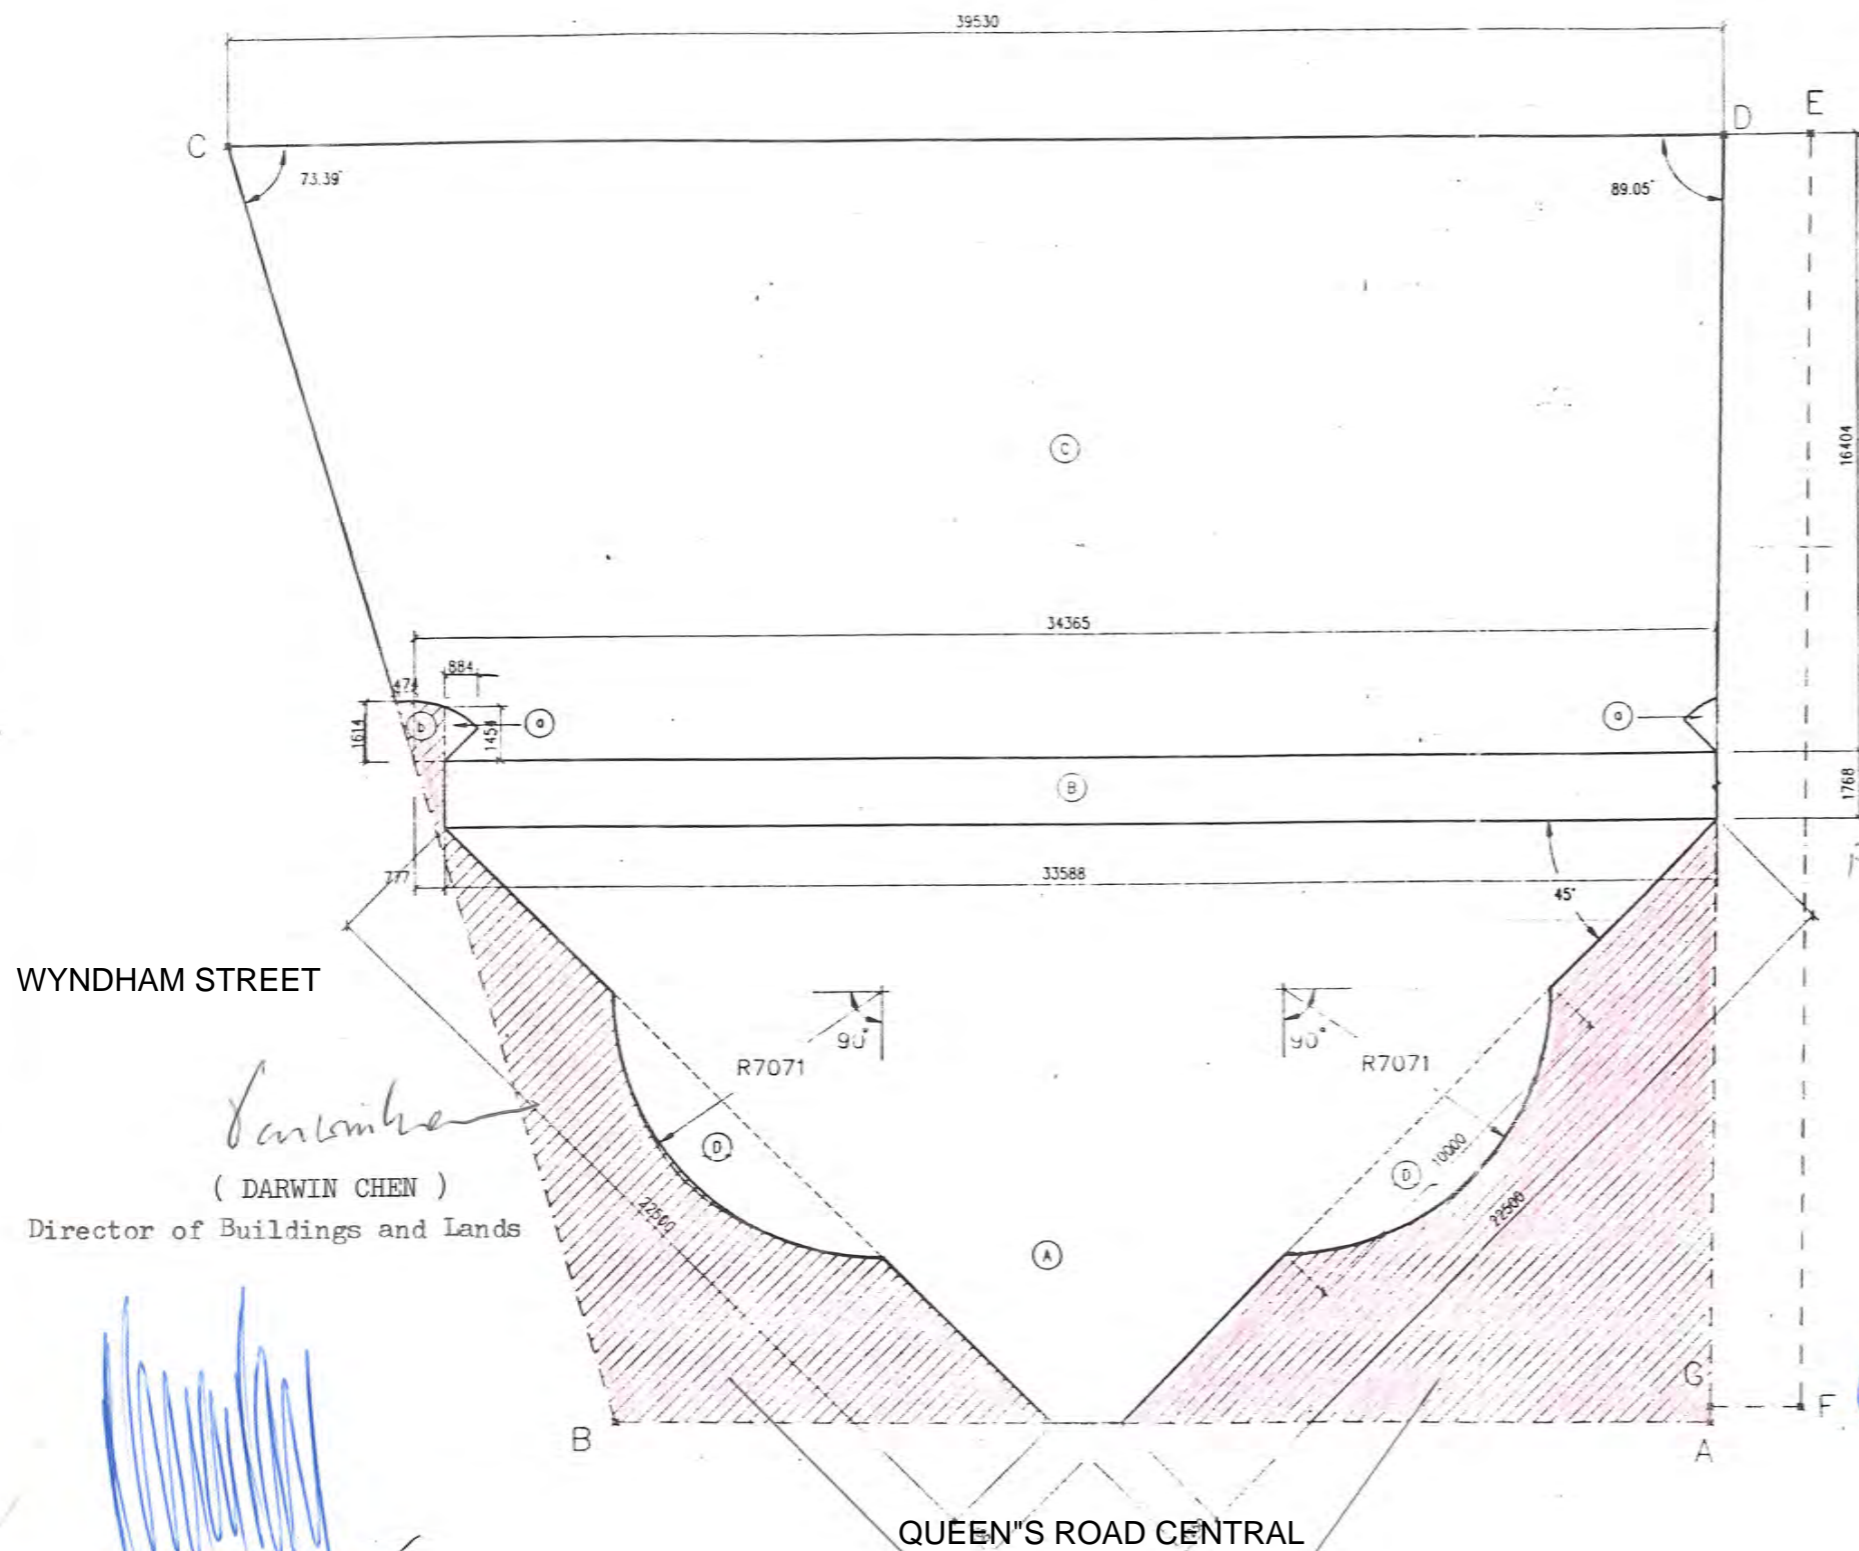 39530
C
D
E
73.39°
89.05°
C
16404
34365
884
474
b
a
a
1614
1454
B
1768
777
33588
45°
WYNDHAM STREET
90°
90°
R7071
R7071
D
10000
D
( DARWIN CHEN )
Director of Buildings and Lands
22500
22500
A
G
F
B
A
QUEEN"S ROAD CENTRAL